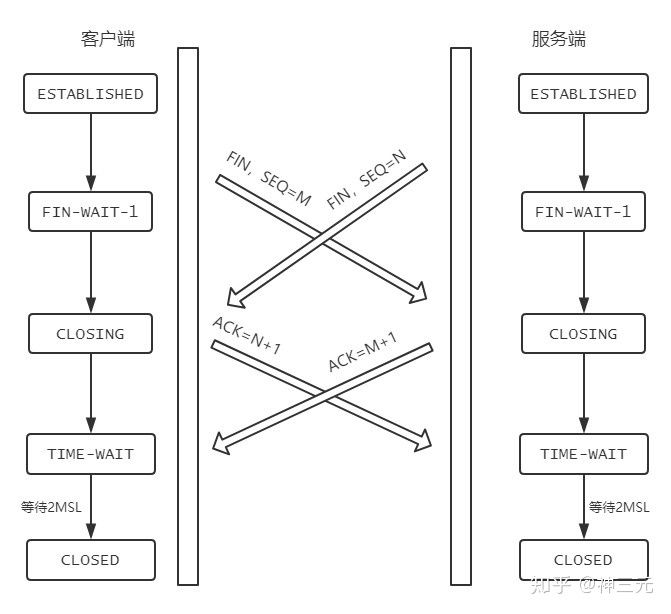 客户端
服务端
ESTABLISHED
ESTABLISHED
FIN，SEQ=M
FIN，SEQ=N
FIN-WAIT-1
FIN-WAIT-1
CLOSING
CLOSING
ACK=N+1
ACK=M+1
TIME-WAIT
TIME-WAIT
等待2MSL
等待2MSL
CLOSED
CLOSED
知乎 @神三元